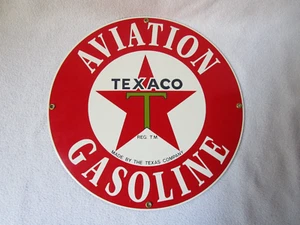 AVIATION
TEXACO
T
REG T.M.
MADE BY THE TEXAS COMPANY
GASOLINE